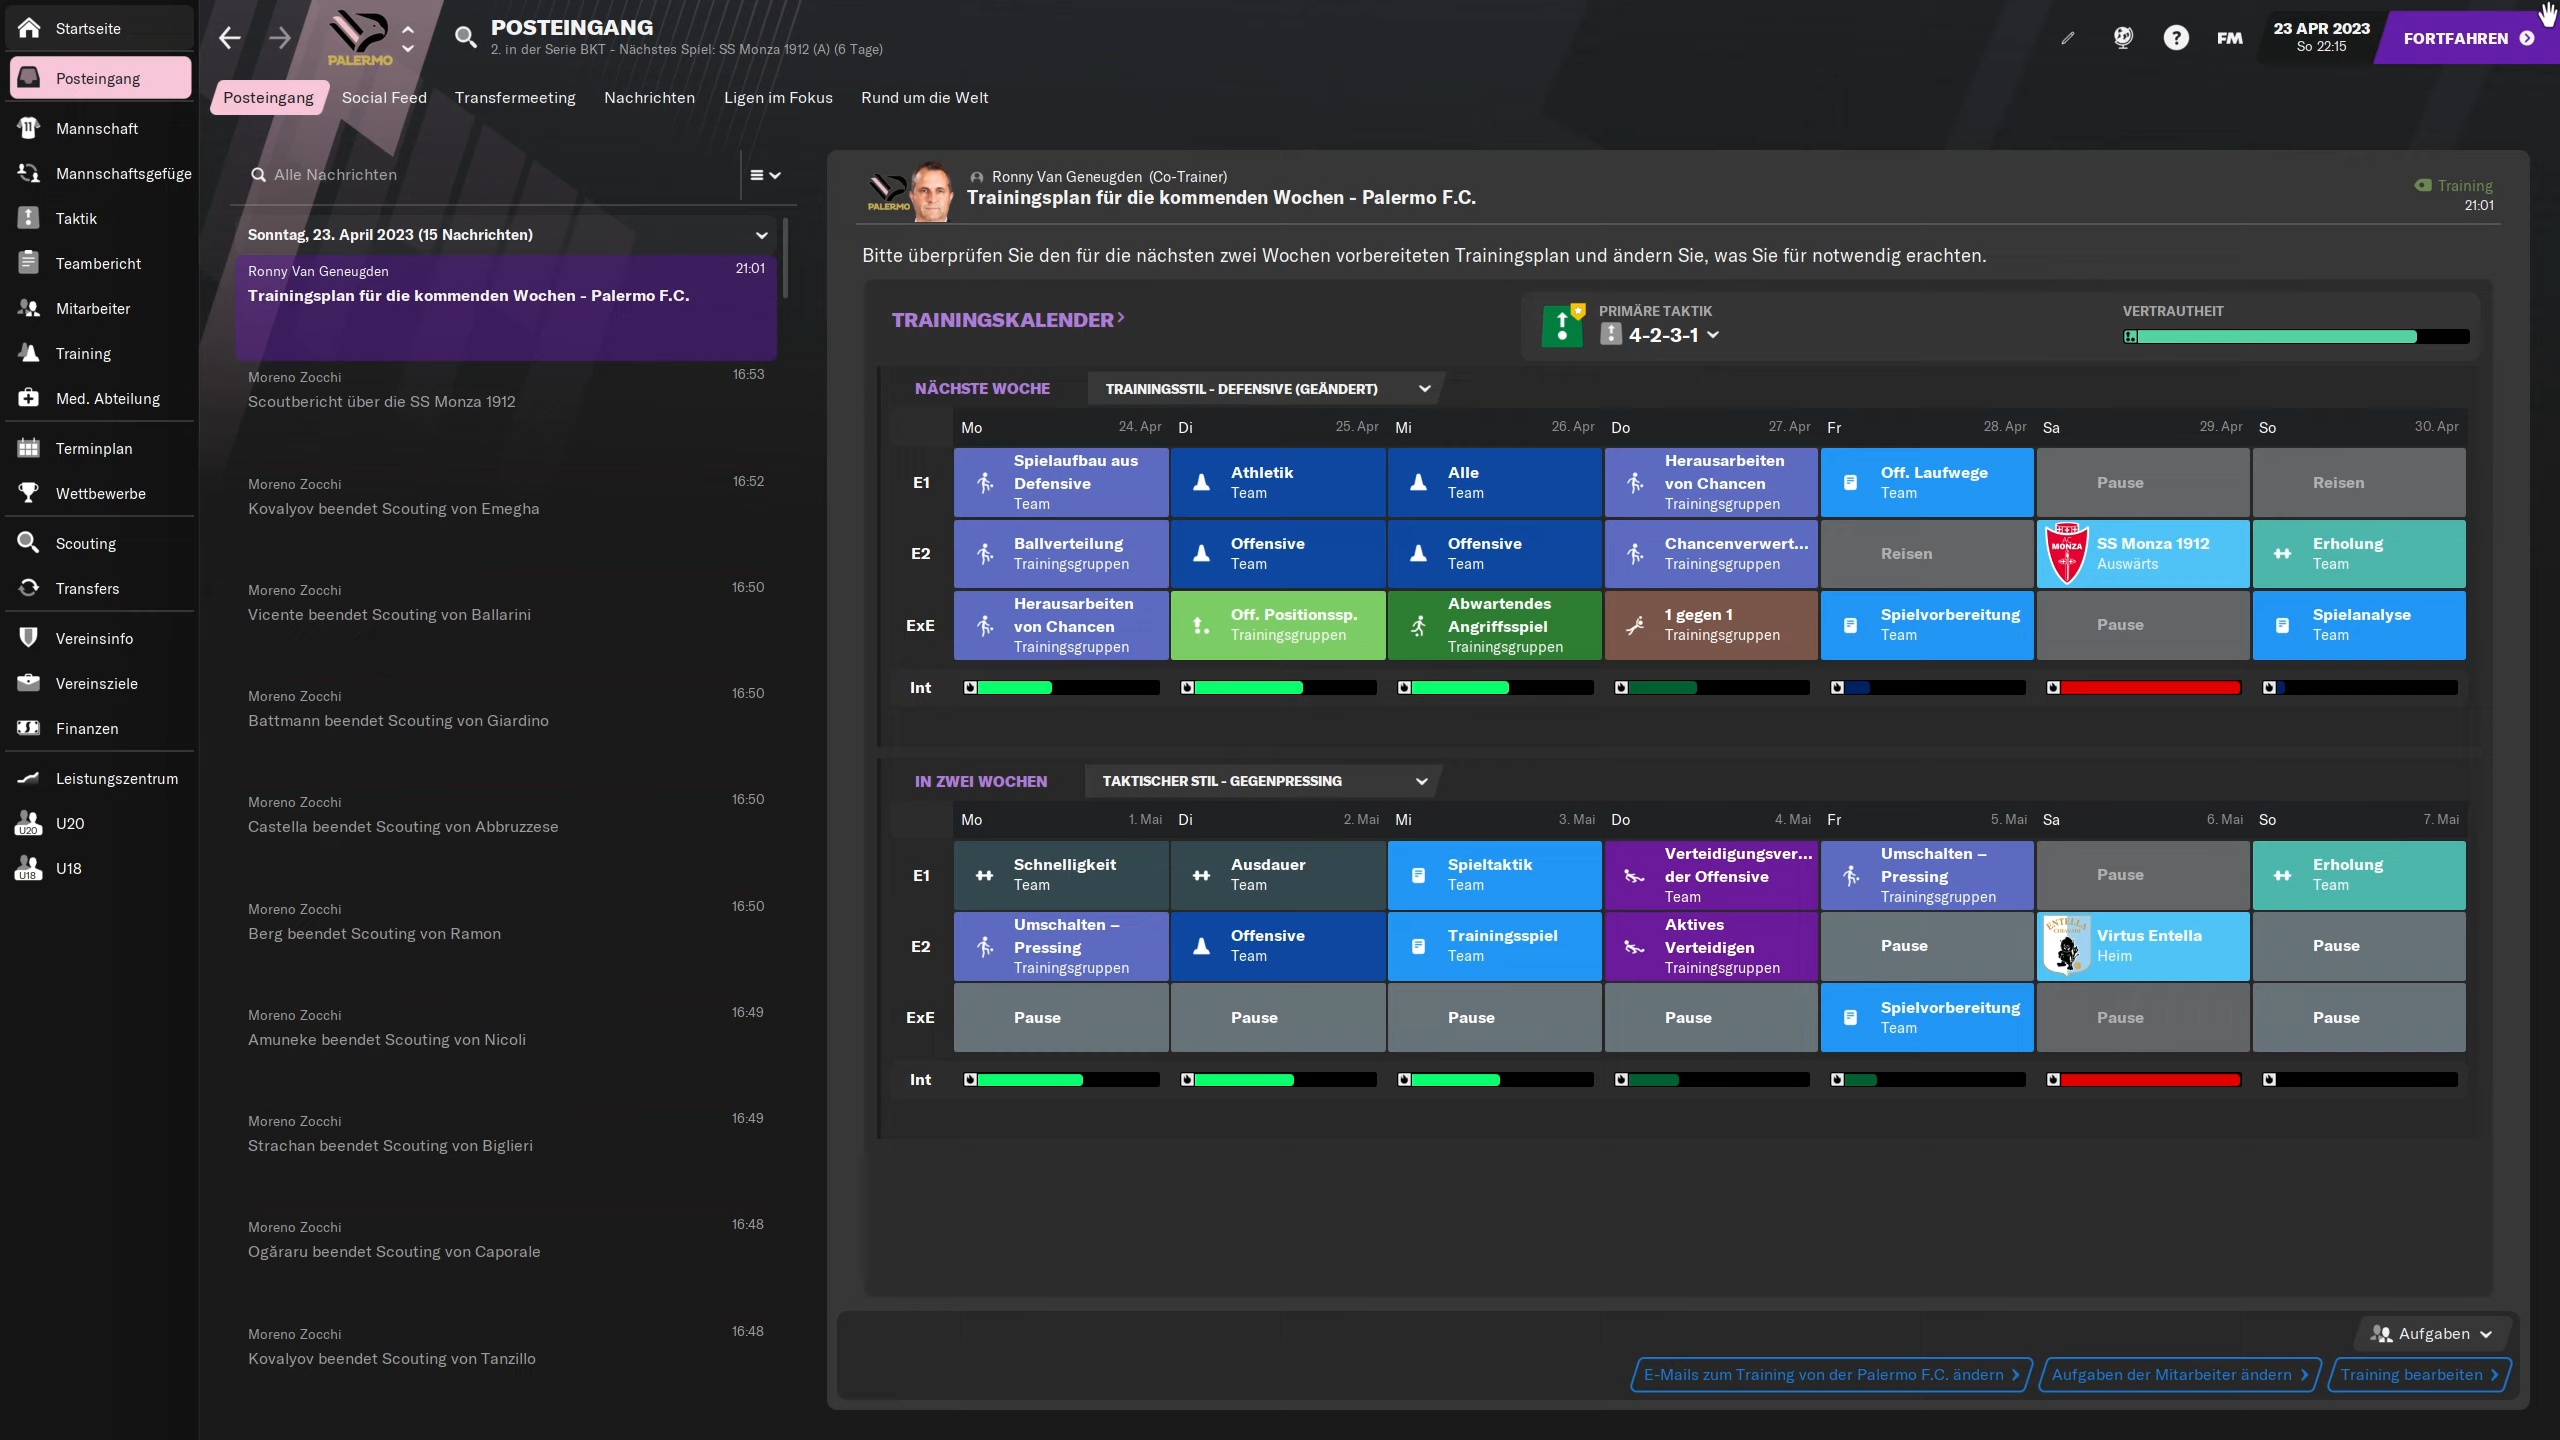 Startseite
Posteingang
Mannschaft
Mannschaftsgefüge
Taktik
Teambericht
Mitarbeiter
Training
Med. Abteilung
Terminplan
Wettbewerbe
Scouting
Transfers
Vereinsinfo
Vereinsziele
Finanzen
Leistungszentrum
U20
U20
U18
U18
PALERMO
POSTEINGANG
2. in der Serie BKT - Nächstes Spiel: SS Monza 1912 (A) (6 Tage)
FM
23 APR 2023
So 22:15
FORTFAHREN
Posteingang Social Feed Transfermeeting Nachrichten Ligen im Fokus Rund um die Welt
Alle Nachrichten
Sonntag, 23. April 2023 (15 Nachrichten)
Ronny Van Geneugden 21:01
Trainingsplan für die kommenden Wochen - Palermo F.C.
Moreno Zocchi 16:53
Scoutbericht über die SS Monza 1912
Moreno Zocchi 16:52
Kovalyov beendet Scouting von Emegha
Moreno Zocchi 16:50
Vicente beendet Scouting von Ballarini
Moreno Zocchi 16:50
Battmann beendet Scouting von Giardino
Moreno Zocchi 16:50
Castella beendet Scouting von Abbruzzese
Moreno Zocchi 16:50
Berg beendet Scouting von Ramon
Moreno Zocchi 16:49
Amuneke beendet Scouting von Nicoli
Moreno Zocchi 16:49
Strachan beendet Scouting von Biglieri
Moreno Zocchi 16:48
Ogăraru beendet Scouting von Caporale
Moreno Zocchi 16:48
Kovalyov beendet Scouting von Tanzillo
PALERMO
Ronny Van Geneugden (Co-Trainer)
Trainingsplan für die kommenden Wochen - Palermo F.C.
Training
21:01
Bitte überprüfen Sie den für die nächsten zwei Wochen vorbereiteten Trainingsplan und ändern Sie, was Sie für notwendig erachten.
TRAININGSKALENDER
PRIMÄRE TAKTIK
4-2-3-1
VERTRAUTHEIT
NÄCHSTE WOCHE
TRAININGSSTIL - DEFENSIVE (GEÄNDERT)
Mo 24. Apr Di 25. Apr Mi 26. Apr Do 27. Apr Fr 28. Apr Sa 29. Apr So 30. Apr
E1
Spielaufbau aus
Defensive
Team
Athletik
Team
Alle
Team
Herausarbeiten
von Chancen
Trainingsgruppen
Off. Laufwege
Team
Pause
Reisen
E2
Ballverteilung
Trainingsgruppen
Offensive
Team
Offensive
Team
Chancenverwert...
Trainingsgruppen
Reisen
AC
MONZA
SS Monza 1912
Auswärts
Erholung
Team
ExE
Herausarbeiten
von Chancen
Trainingsgruppen
Off. Positionssp.
Trainingsgruppen
Abwartendes
Angriffsspiel
Trainingsgruppen
1 gegen 1
Trainingsgruppen
Spielvorbereitung
Team
Pause
Spielanalyse
Team
Int
IN ZWEI WOCHEN
TAKTISCHER STIL - GEGENPRESSING
Mo 1. Mai Di 2. Mai Mi 3. Mai Do 4. Mai Fr 5. Mai Sa 6. Mai So 7. Mai
E1
Schnelligkeit
Team
Ausdauer
Team
Spieltaktik
Team
Verteidigungsver...
der Offensive
Team
Umschalten –
Pressing
Trainingsgruppen
Pause
Erholung
Team
E2
Umschalten –
Pressing
Trainingsgruppen
Offensive
Team
Trainingsspiel
Team
Aktives
Verteidigen
Trainingsgruppen
Pause
ENTELLA
Virtus Entella
Heim
Pause
ExE
Pause
Pause
Pause
Pause
Spielvorbereitung
Team
Pause
Pause
Int
Aufgaben
E-Mails zum Training von der Palermo F.C. ändern
Aufgaben der Mitarbeiter ändern
Training bearbeiten